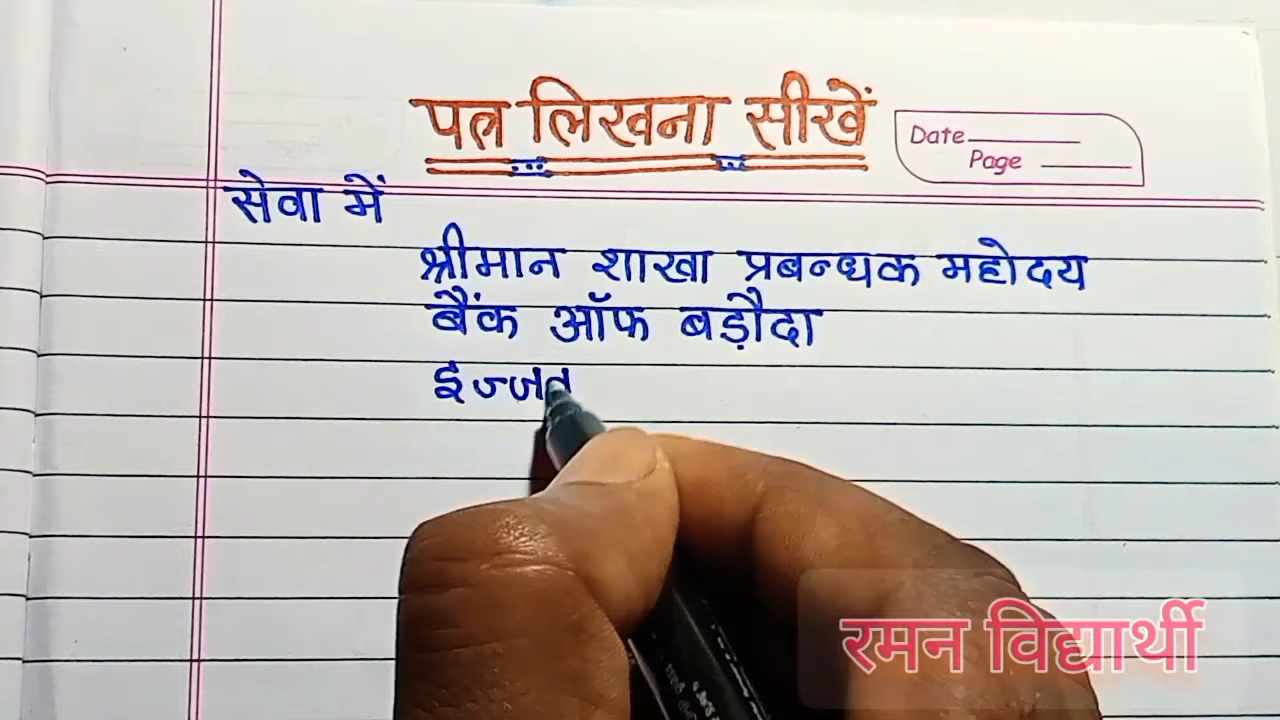 पत्र लिखना सीखें
Date
Page
सेवा में
श्रीमान शाखा प्रबन्धक महोदय
बैंक ऑफ बड़ौदा
इज्जत
रमन विद्यार्थी